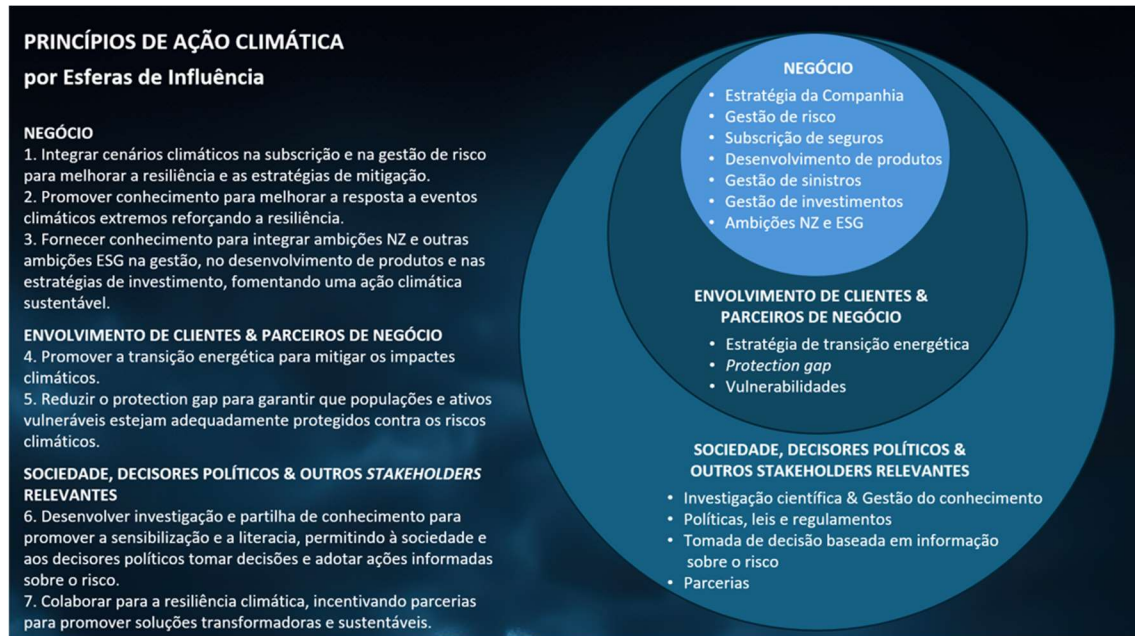 PRINCÍPIOS DE AÇÃO CLIMÁTICA
por Esferas de Influência
NEGÓCIO
1. Integrar cenários climáticos na subscrição e na gestão de risco
para melhorar a resiliência e as estratégias de mitigação.
2. Promover conhecimento para melhorar a resposta a eventos
climáticos extremos reforçando a resiliência.
3. Fornecer conhecimento para integrar ambições NZ e outras
ambições ESG na gestão, no desenvolvimento de produtos e nas
estratégias de investimento, fomentando uma ação climática
sustentável.
ENVOLVIMENTO DE CLIENTES & PARCEIROS DE NEGÓCIO
4. Promover a transição energética para mitigar os impactes
climáticos.
5. Reduzir o protection gap para garantir que populações e ativos
vulneráveis estejam adequadamente protegidos contra os riscos
climáticos.
SOCIEDADE, DECISORES POLÍTICOS & OUTROS STAKEHOLDERS
RELEVANTES
6. Desenvolver investigação e partilha de conhecimento para
promover a sensibilização e a literacia, permitindo à sociedade e
aos decisores políticos tomar decisões e adotar ações informadas
sobre o risco.
7. Colaborar para a resiliência climática, incentivando parcerias
para promover soluções transformadoras e sustentáveis.
NEGÓCIO
• Estratégia da Companhia
• Gestão de risco
• Subscrição de seguros
• Desenvolvimento de produtos
• Gestão de sinistros
• Gestão de investimentos
• Ambições NZ e ESG
ENVOLVIMENTO DE CLIENTES &
PARCEIROS DE NEGÓCIO
• Estratégia de transição energética
• Protection gap
• Vulnerabilidades
SOCIEDADE, DECISORES POLÍTICOS &
OUTROS STAKEHOLDERS RELEVANTES
• Investigação científica & Gestão do conhecimento
• Políticas, leis e regulamentos
• Tomada de decisão baseada em informação
sobre o risco
• Parcerias